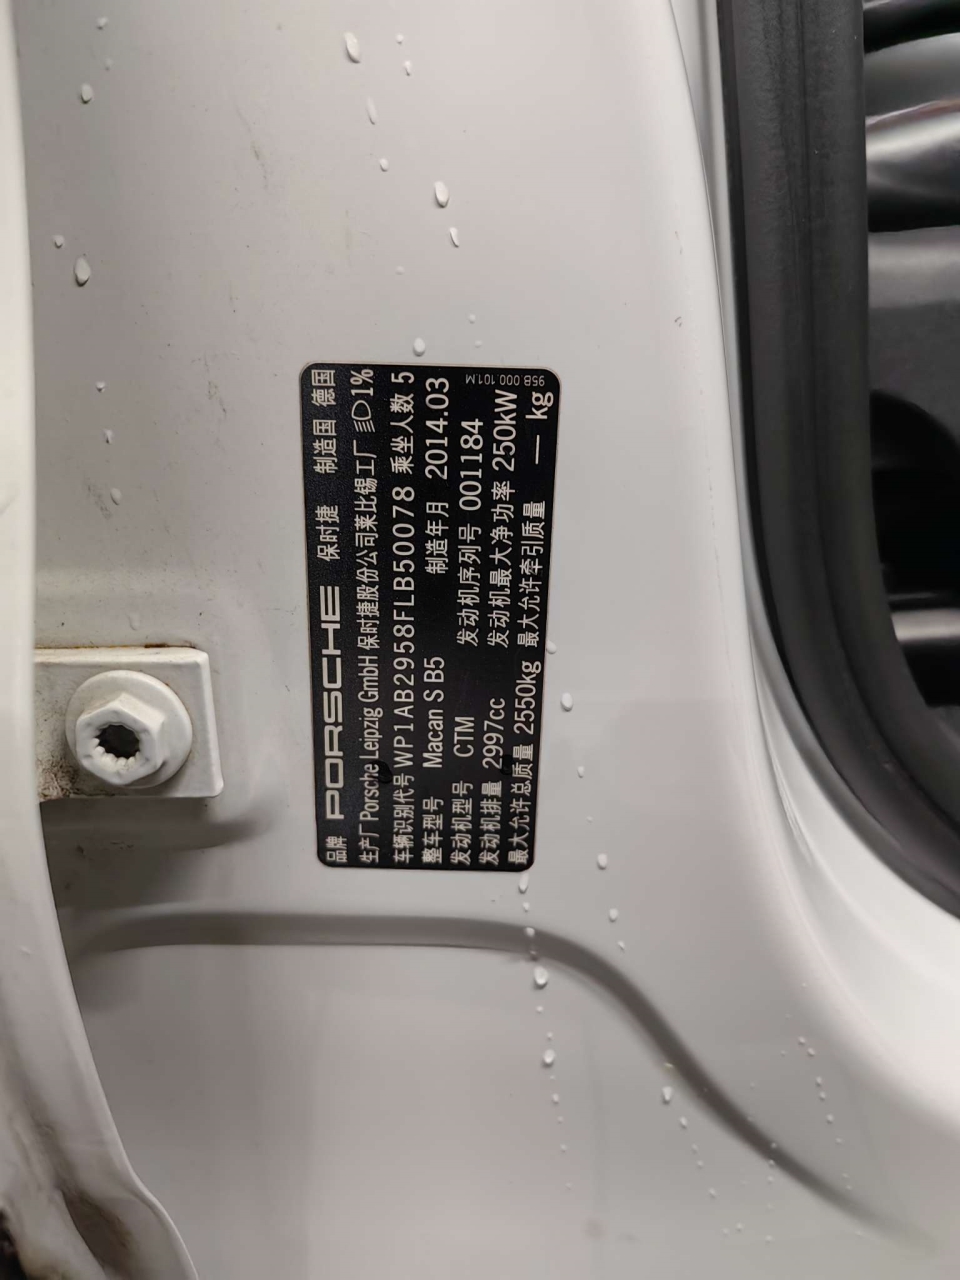 品牌 PORSCHE 保时捷 制造国 德国
生产厂 Porsche Leipzig GmbH 保时捷股份公司莱比锡工厂 1%
车辆识别代号 WP1AB2958FLB50078 乘坐人数 5
整车型号 Macan S B5 制造年月 2014.03
发动机型号 CTM 发动机序列号 001184
发动机排量 2997cc 发动机最大净功率 250kW
最大允许总质量 2550kg 最大允许牵引质量 — kg
95B.000.101.M